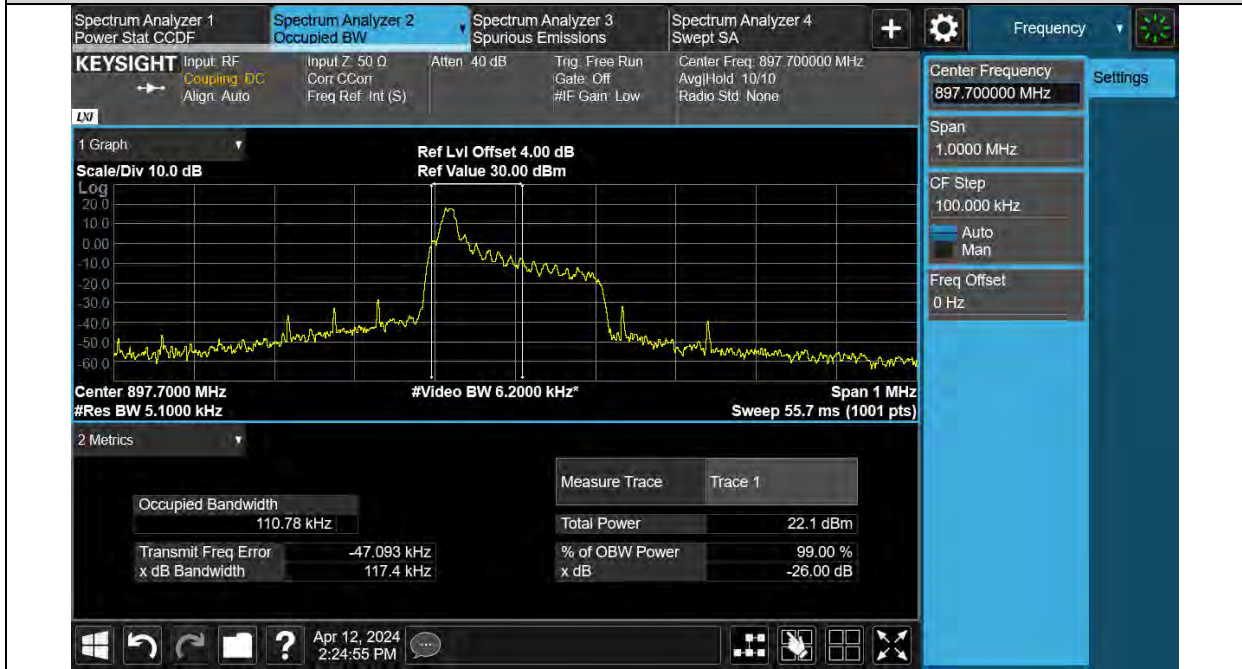 Spectrum Analyzer 1
Power Stat CCDF
Spectrum Analyzer 2
Occupied BW
Spectrum Analyzer 3
Spurious Emissions
Spectrum Analyzer 4
Swept SA
Frequency
KEYSIGHT
Input: RF
Coupling: DC
Align: Auto
Input Z: 50 Ω
Corr CCorr
Freq Ref: Int (S)
Atten: 40 dB
Trig: Free Run
Gate: Off
#IF Gain: Low
Center Freq: 897.700000 MHz
Avg|Hold: 10/10
Radio Std: None
LXI
Center Frequency
897.700000 MHz
Settings
Span
1.0000 MHz
CF Step
100.000 kHz
Auto
Man
Freq Offset
0 Hz
1 Graph
Scale/Div 10.0 dB
Ref Lvl Offset 4.00 dB
Ref Value 30.00 dBm
Log
20.0
10.0
0.00
-10.0
-20.0
-30.0
-40.0
-50.0
-60.0
Center 897.7000 MHz
#Video BW 6.2000 kHz*
Span 1 MHz
#Res BW 5.1000 kHz
Sweep 55.7 ms (1001 pts)
2 Metrics
Measure Trace
Trace 1
Occupied Bandwidth
110.78 kHz
Total Power
22.1 dBm
Transmit Freq Error
-47.093 kHz
% of OBW Power
99.00 %
x dB Bandwidth
117.4 kHz
x dB
-26.00 dB
Apr 12, 2024
2:24:55 PM